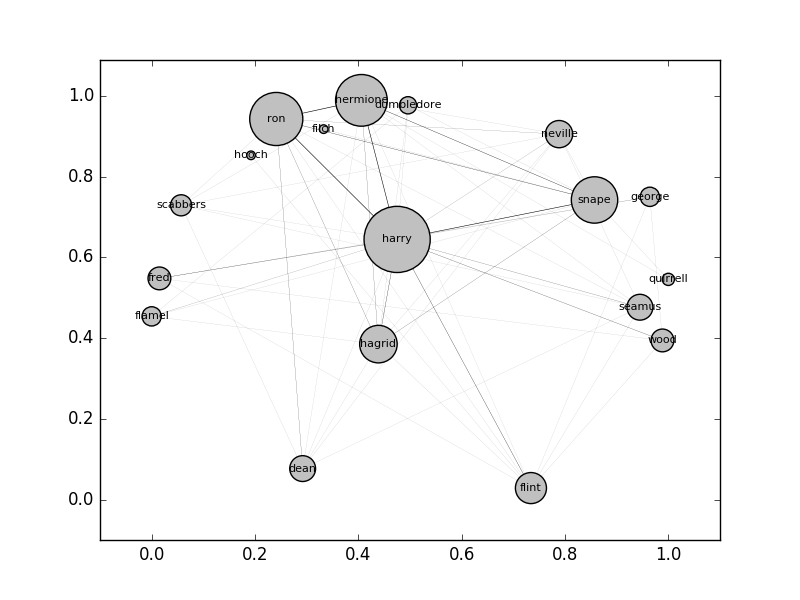 1.0
0.8
0.6
0.4
0.2
0.0
hermione
dumbledore
ron
filch
neville
hooch
scabbers
snape
george
harry
fred
quirrell
flamel
seamus
hagrid
wood
dean
flint
0.0 0.2 0.4 0.6 0.8 1.0